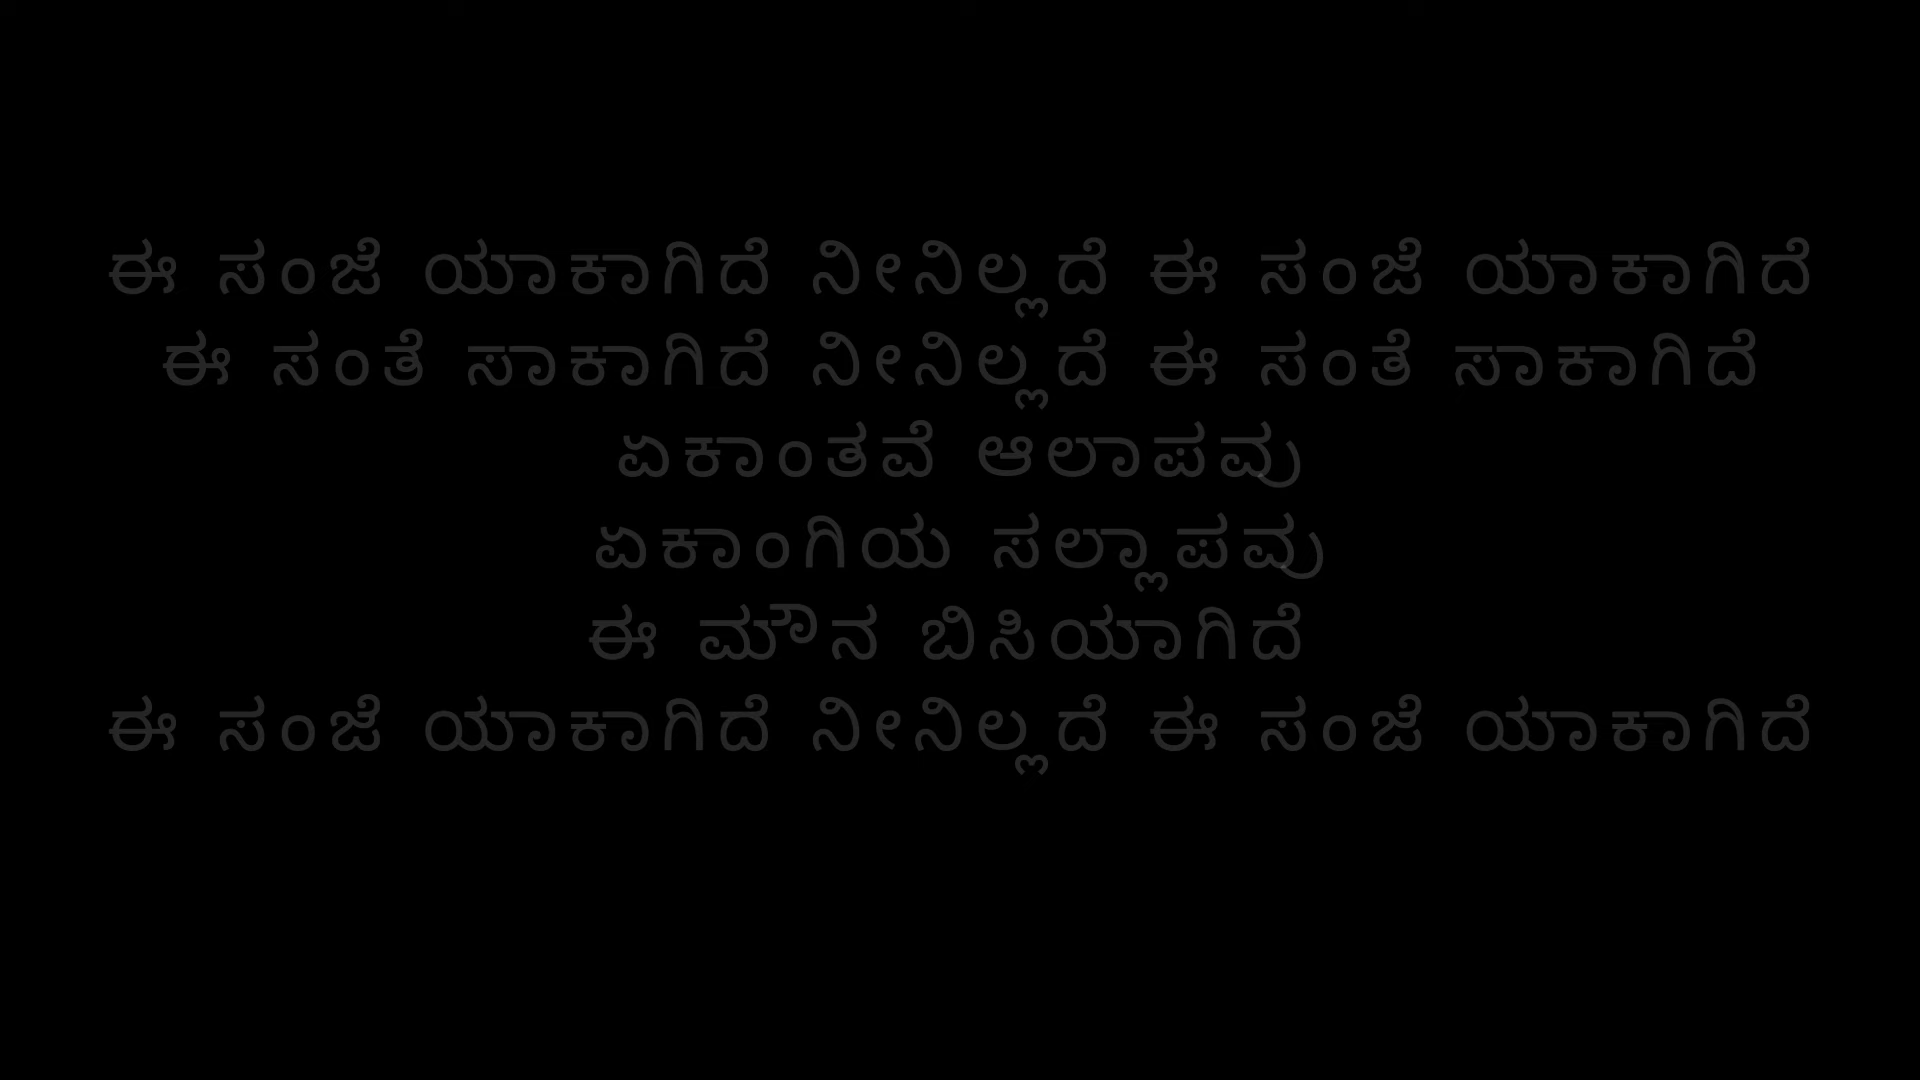 ಈ ಸಂಜೆ ಯಾಕಾಗಿದೆ ನೀನಿಲ್ಲದೆ ಈ ಸಂಜೆ ಯಾಕಾಗಿದೆ
ಈ ಸಂತೆ ಸಾಕಾಗಿದೆ ನೀನಿಲ್ಲದೆ ಈ ಸಂತೆ ಸಾಕಾಗಿದೆ
ಏಕಾಂತವೆ ಆಲಾಪವು
ಏಕಾಂಗಿಯ ಸಲ್ಲಾಪವು
ಈ ಮೌನ ಬಿಸಿಯಾಗಿದೆ
ಈ ಸಂಜೆ ಯಾಕಾಗಿದೆ ನೀನಿಲ್ಲದೆ ಈ ಸಂಜೆ ಯಾಕಾಗಿದೆ